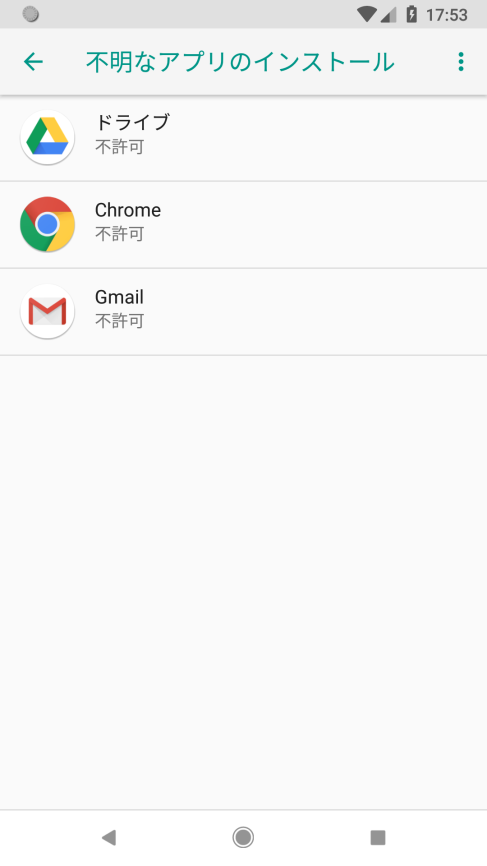 17:53
不明なアプリのインストール
ドライブ
不許可
Chrome
不許可
Gmail
不許可